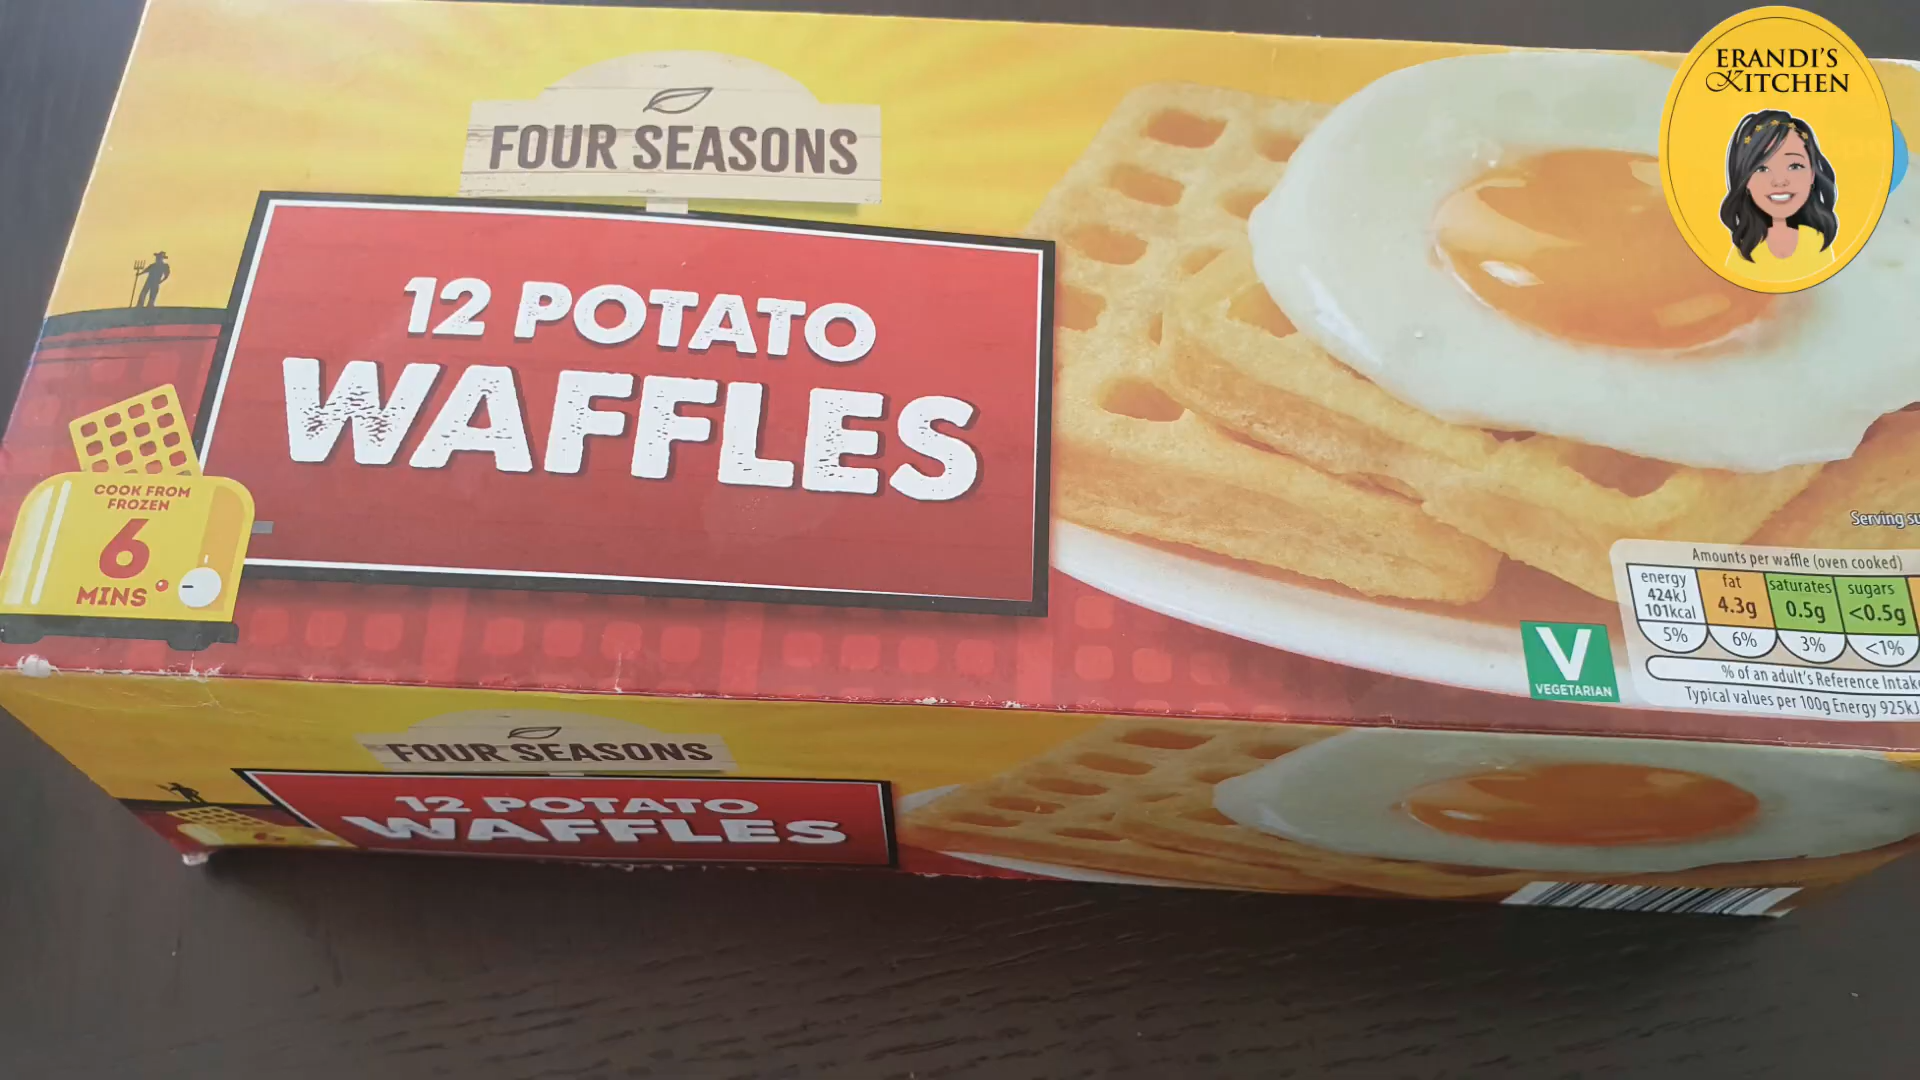 ERANDI'S
KITCHEN
FOUR SEASONS
12 POTATO
WAFFLES
COOK FROM
FROZEN
6
MINS
Serving
Amounts per waffle (oven cooked)
energy
424kJ
101kcal
5%
fat
4.3g
6%
saturates
0.5g
3%
sugars
<0.5g
<1%
% of an adult's Reference
Typical values per 100g Energy 925kJ
V
VEGETARIAN
FOUR SEASONS
12 POTATO
WAFFLES